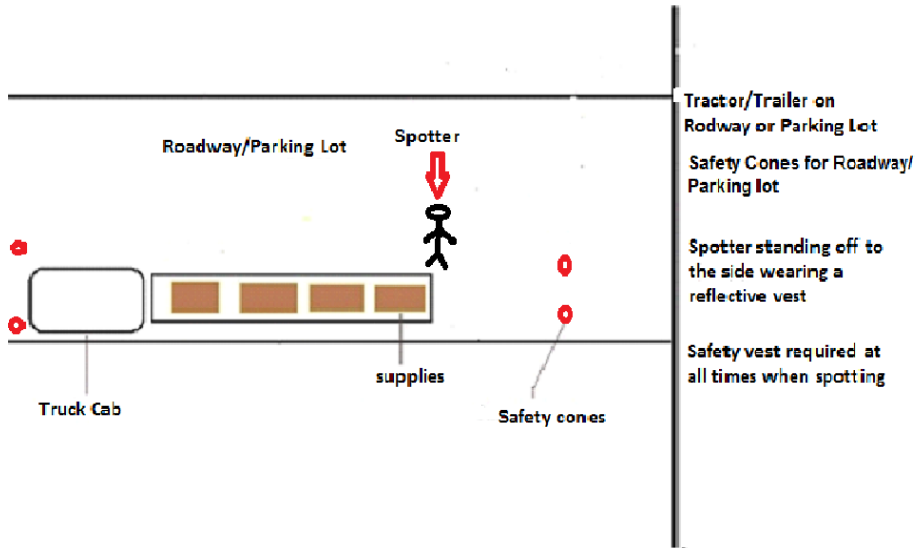 Roadway/Parking Lot
Spotter
Truck Cab
supplies
Safety cones
Tractor/Trailer on
Rodway or Parking Lot
Safety Cones for Roadway/
Parking lot
Spotter standing off to
the side wearing a
reflective vest
Safety vest required at
all times when spotting